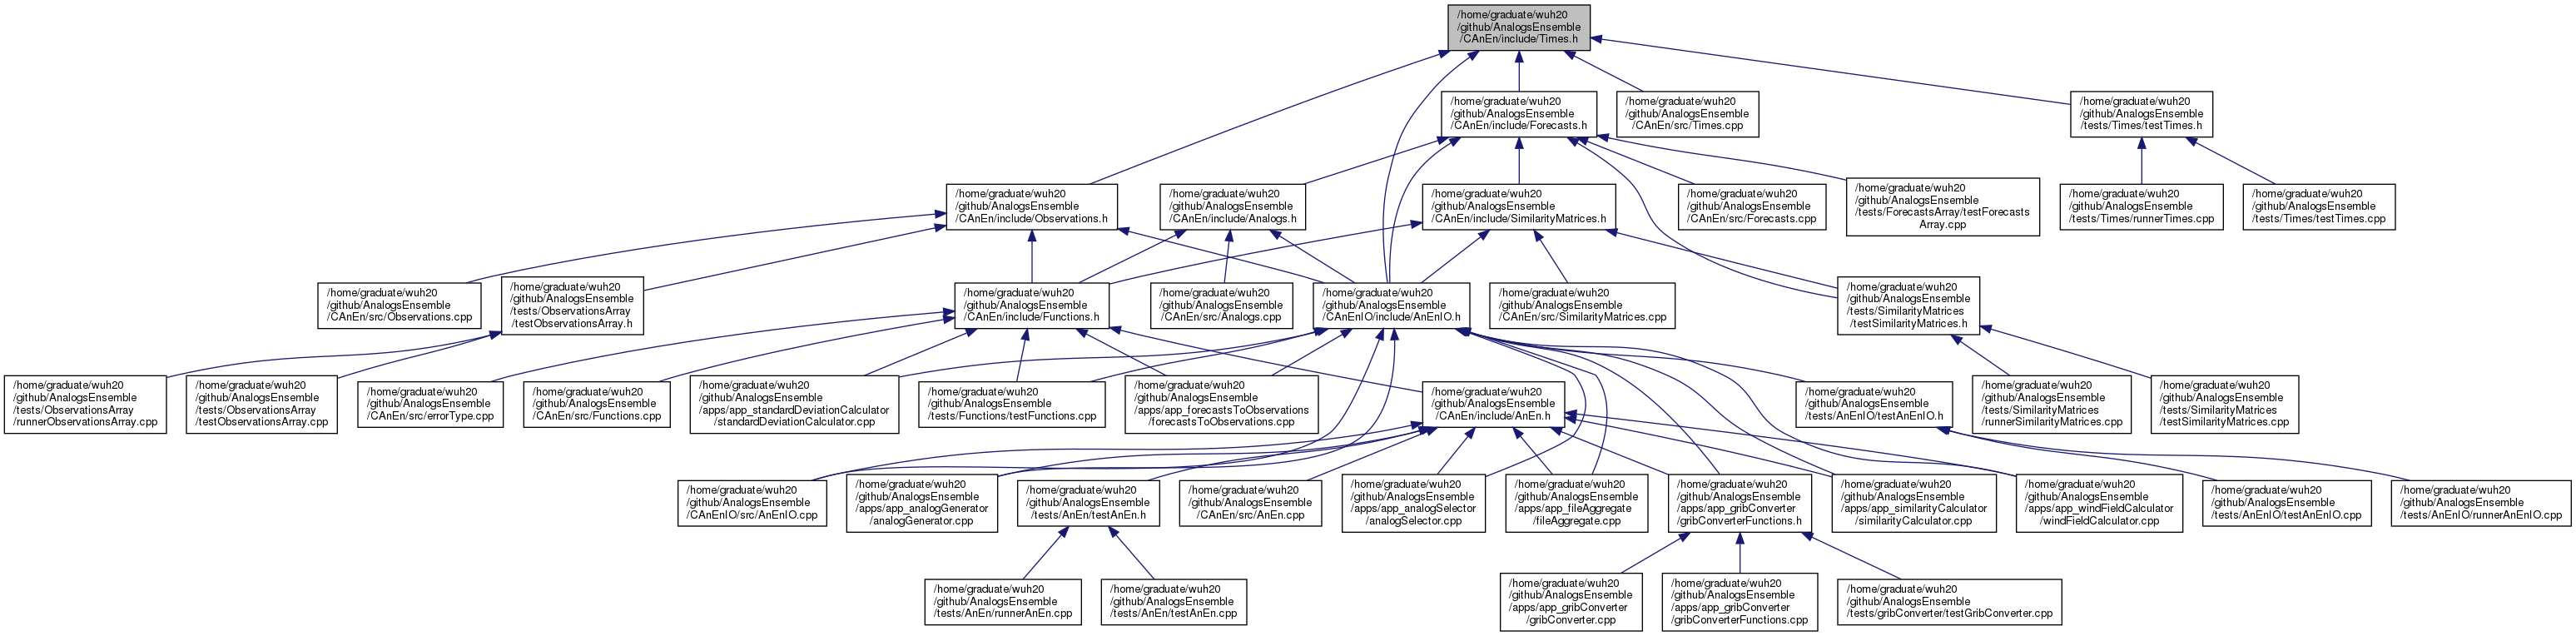 /home/graduate/wuh20
/github/AnalogsEnsemble
/CAnEn/include/Times.h
/home/graduate/wuh20
/github/AnalogsEnsemble
/CAnEn/include/Forecasts.h
/home/graduate/wuh20
/github/AnalogsEnsemble
/CAnEn/src/Times.cpp
/home/graduate/wuh20
/github/AnalogsEnsemble
/tests/Times/testTimes.h
/home/graduate/wuh20
/github/AnalogsEnsemble
/CAnEn/include/Observations.h
/home/graduate/wuh20
/github/AnalogsEnsemble
/CAnEn/include/Analogs.h
/home/graduate/wuh20
/github/AnalogsEnsemble
/CAnEn/include/SimilarityMatrices.h
/home/graduate/wuh20
/github/AnalogsEnsemble
/CAnEn/src/Forecasts.cpp
/home/graduate/wuh20
/github/AnalogsEnsemble
/tests/ForecastsArray/testForecasts
Array.cpp
/home/graduate/wuh20
/github/AnalogsEnsemble
/tests/Times/runnerTimes.cpp
/home/graduate/wuh20
/github/AnalogsEnsemble
/tests/Times/testTimes.cpp
/home/graduate/wuh20
/github/AnalogsEnsemble
/CAnEn/src/Observations.cpp
/home/graduate/wuh20
/github/AnalogsEnsemble
/tests/ObservationsArray
/testObservationsArray.h
/home/graduate/wuh20
/github/AnalogsEnsemble
/CAnEn/include/Functions.h
/home/graduate/wuh20
/github/AnalogsEnsemble
/CAnEn/src/Analogs.cpp
/home/graduate/wuh20
/github/AnalogsEnsemble
/CAnEnIO/include/AnEnIO.h
/home/graduate/wuh20
/github/AnalogsEnsemble
/CAnEn/src/SimilarityMatrices.cpp
/home/graduate/wuh20
/github/AnalogsEnsemble
/tests/SimilarityMatrices
/testSimilarityMatrices.h
/home/graduate/wuh20
/github/AnalogsEnsemble
/tests/ObservationsArray
/runnerObservationsArray.cpp
/home/graduate/wuh20
/github/AnalogsEnsemble
/tests/ObservationsArray
/testObservationsArray.cpp
/home/graduate/wuh20
/github/AnalogsEnsemble
/CAnEn/src/errorType.cpp
/home/graduate/wuh20
/github/AnalogsEnsemble
/CAnEn/src/Functions.cpp
/home/graduate/wuh20
/github/AnalogsEnsemble
/apps/app_standardDeviationCalculator
/standardDeviationCalculator.cpp
/home/graduate/wuh20
/github/AnalogsEnsemble
/tests/Functions/testFunctions.cpp
/home/graduate/wuh20
/github/AnalogsEnsemble
/apps/app_forecastsToObservations
/forecastsToObservations.cpp
/home/graduate/wuh20
/github/AnalogsEnsemble
/CAnEn/include/AnEn.h
/home/graduate/wuh20
/github/AnalogsEnsemble
/tests/AnEnIO/testAnEnIO.h
/home/graduate/wuh20
/github/AnalogsEnsemble
/tests/SimilarityMatrices
/runnerSimilarityMatrices.cpp
/home/graduate/wuh20
/github/AnalogsEnsemble
/tests/SimilarityMatrices
/testSimilarityMatrices.cpp
/home/graduate/wuh20
/github/AnalogsEnsemble
/CAnEnIO/src/AnEnIO.cpp
/home/graduate/wuh20
/github/AnalogsEnsemble
/apps/app_analogGenerator
/analogGenerator.cpp
/home/graduate/wuh20
/github/AnalogsEnsemble
/tests/AnEn/testAnEn.h
/home/graduate/wuh20
/github/AnalogsEnsemble
/CAnEn/src/AnEn.cpp
/home/graduate/wuh20
/github/AnalogsEnsemble
/apps/app_analogSelector
/analogSelector.cpp
/home/graduate/wuh20
/github/AnalogsEnsemble
/apps/app_fileAggregate
/fileAggregate.cpp
/home/graduate/wuh20
/github/AnalogsEnsemble
/apps/app_gribConverter
/gribConverterFunctions.h
/home/graduate/wuh20
/github/AnalogsEnsemble
/apps/app_similarityCalculator
/similarityCalculator.cpp
/home/graduate/wuh20
/github/AnalogsEnsemble
/apps/app_windFieldCalculator
/windFieldCalculator.cpp
/home/graduate/wuh20
/github/AnalogsEnsemble
/tests/AnEnIO/testAnEnIO.cpp
/home/graduate/wuh20
/github/AnalogsEnsemble
/tests/AnEnIO/runnerAnEnIO.cpp
/home/graduate/wuh20
/github/AnalogsEnsemble
/tests/AnEn/runnerAnEn.cpp
/home/graduate/wuh20
/github/AnalogsEnsemble
/tests/AnEn/testAnEn.cpp
/home/graduate/wuh20
/github/AnalogsEnsemble
/apps/app_gribConverter
/gribConverter.cpp
/home/graduate/wuh20
/github/AnalogsEnsemble
/apps/app_gribConverter
/gribConverterFunctions.cpp
/home/graduate/wuh20
/github/AnalogsEnsemble
/tests/gribConverter/testGribConverter.cpp